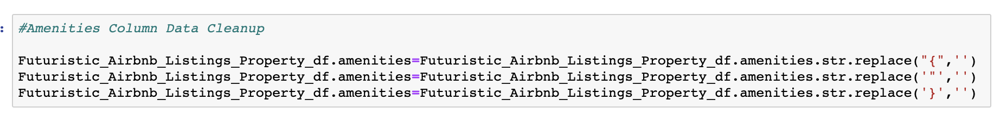 :
#Amenities Column Data Cleanup
Futuristic_Airbnb_Listings_Property_df.amenities=Futuristic_Airbnb_Listings_Property_df.amenities.str.replace("{",'')
Futuristic_Airbnb_Listings_Property_df.amenities=Futuristic_Airbnb_Listings_Property_df.amenities.str.replace('"','')
Futuristic_Airbnb_Listings_Property_df.amenities=Futuristic_Airbnb_Listings_Property_df.amenities.str.replace('}','')